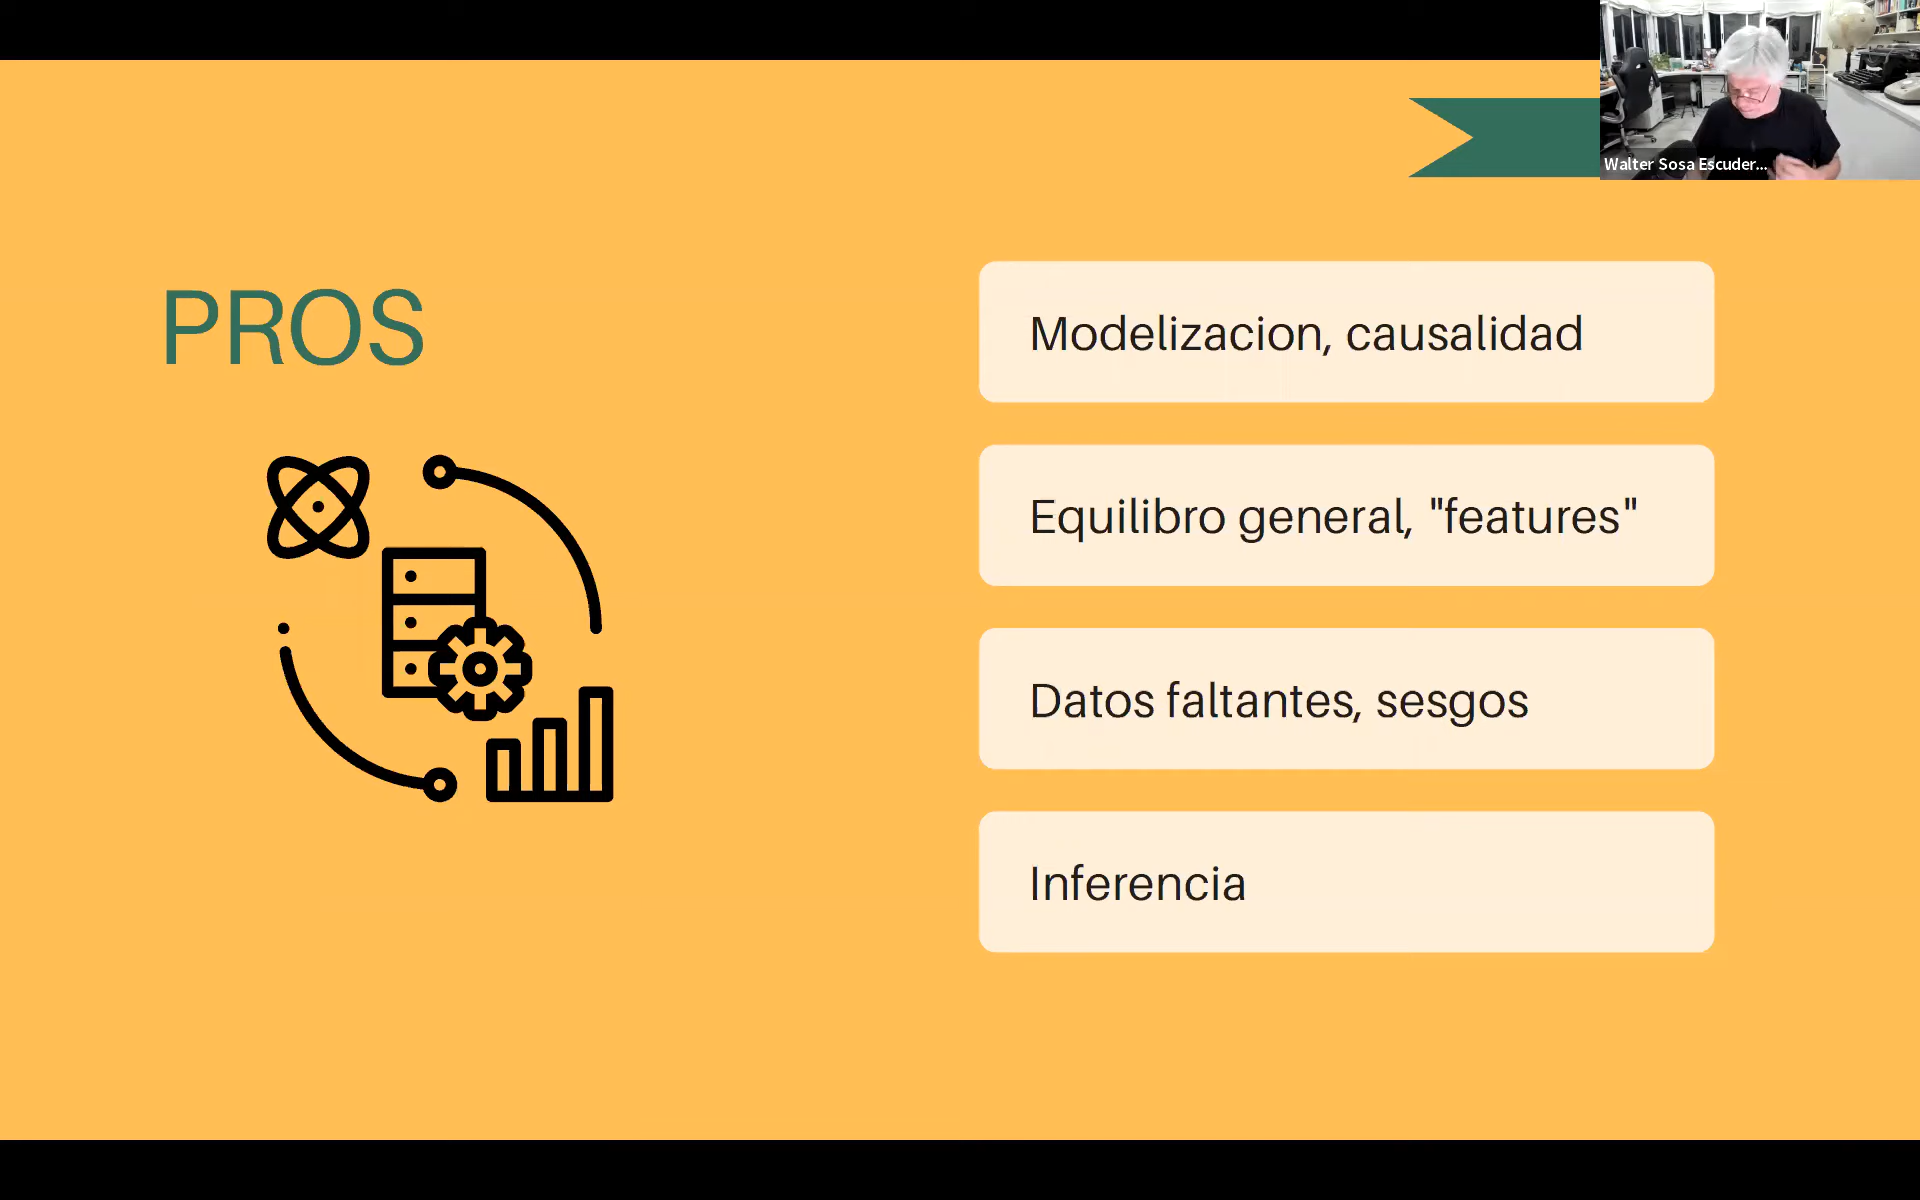 Walter Sosa Escuder...
PROS
Modelizacion, causalidad
Equilibro general, "features"
Datos faltantes, sesgos
Inferencia